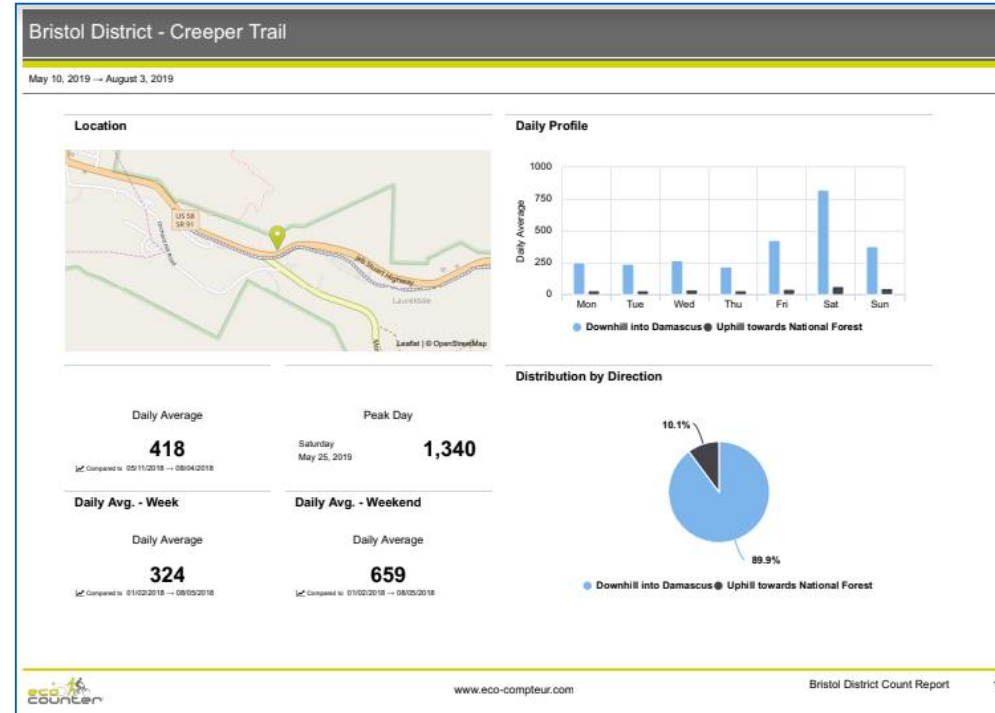 Bristol District - Creeper Trail
May 10, 2019 → August 3, 2019
Location
US 58
SR 91
Orchard Hill Road
Jeb Stuart Highway
Laureldale
Leaflet | © OpenStreetMap
Daily Profile
Daily Average
1000
750
500
250
0
Mon Tue Wed Thu Fri Sat Sun
Downhill into Damascus Uphill towards National Forest
Daily Average
418
Compared to 05/11/2018 → 08/04/2018
Peak Day
Saturday
May 25, 2019
1,340
Distribution by Direction
10.1%
89.9%
Downhill into Damascus Uphill towards National Forest
Daily Avg. - Week
Daily Average
324
Compared to 01/02/2018 → 08/05/2018
Daily Avg. - Weekend
Daily Average
659
Compared to 01/02/2018 → 08/05/2018
eco
counter
www.eco-compteur.com
Bristol District Count Report